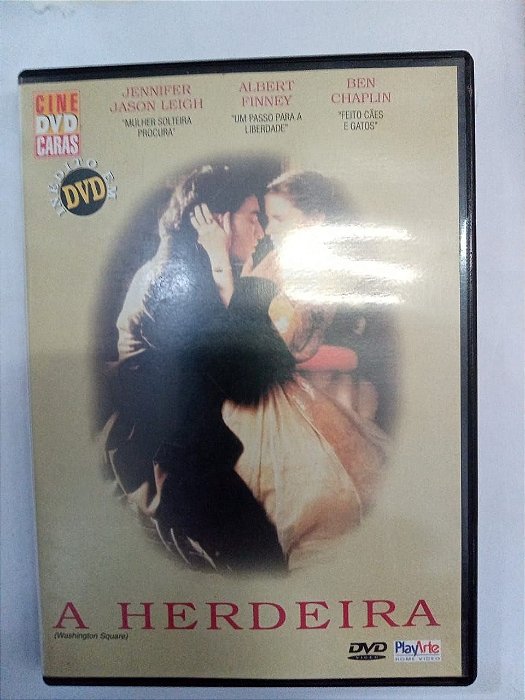 CINE
DVD
CARAS
INÉDITO EM
DVD
JENNIFER
JASON LEIGH
"MULHER SOLTEIRA
PROCURA"
ALBERT
FINNEY
"UM PASSO PARA A
LIBERDADE"
BEN
CHAPLIN
"FEITO CÃES
E GATOS"
A HERDEIRA
(Washington Square)
DVD
VIDEO
PlayArte
HOME VIDEO